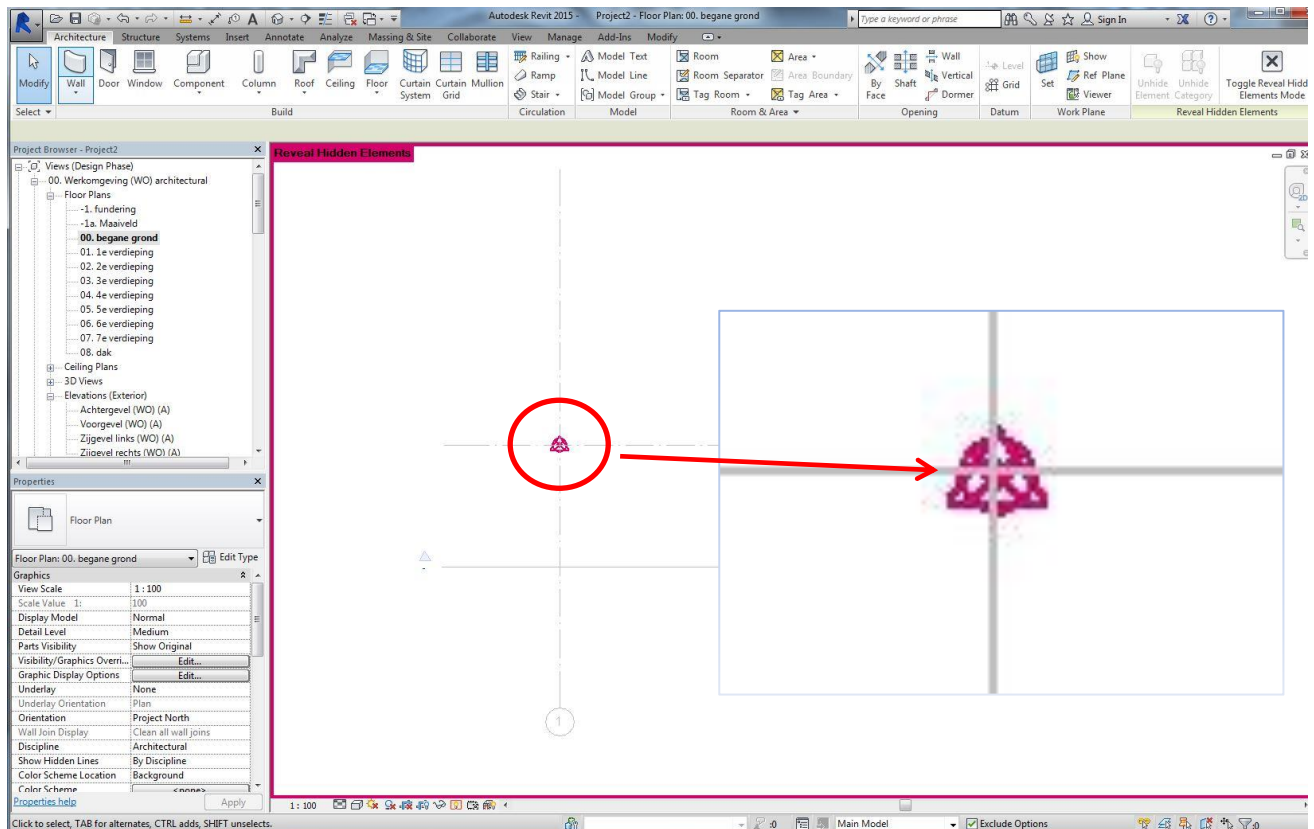 Autodesk Revit 2015 - Project2 - Floor Plan: 00. begane grond
Type a keyword or phrase
Sign In
Architecture Structure Systems Insert Annotate Analyze Massing & Site Collaborate View Manage Add-Ins Modify
Modify Wall Door Window Component Column Roof Ceiling Floor Curtain System Curtain Grid Mullion
Railing
Ramp
Stair
Model Text
Model Line
Model Group
Room
Room Separator
Tag Room
Area
Area Boundary
Tag Area
By Face
Shaft
Wall
Vertical
Dormer
Level
Grid
Set
Show
Ref Plane
Viewer
Unhide Element
Unhide Category
Toggle Reveal Hidd
Elements Mode
Select Build Circulation Model Room & Area Opening Datum Work Plane Reveal Hidden Elements
Project Browser - Project2
Views (Design Phase)
00. Werkomgeving (WO) architectural
Floor Plans
-1. fundering
-1a. Maaiveld
00. begane grond
01. 1e verdieping
02. 2e verdieping
03. 3e verdieping
04. 4e verdieping
05. 5e verdieping
06. 6e verdieping
07. 7e verdieping
08. dak
Ceiling Plans
3D Views
Elevations (Exterior)
Achtergevel (WO) (A)
Voorgevel (WO) (A)
Zijgevel links (WO) (A)
Zijgevel rechts (WO) (A)
Properties
Floor Plan
Floor Plan: 00. begane grond
Edit Type
Graphics
View Scale 1 : 100
Scale Value 1: 100
Display Model Normal
Detail Level Medium
Parts Visibility Show Original
Visibility/Graphics Overri... Edit...
Graphic Display Options Edit...
Underlay None
Underlay Orientation Plan
Orientation Project North
Wall Join Display Clean all wall joins
Discipline Architectural
Show Hidden Lines By Discipline
Color Scheme Location Background
Color Scheme <none>
Properties help
Apply
Reveal Hidden Elements
2D
1
1 : 100
Click to select, TAB for alternates, CTRL adds, SHIFT unselects.
:0
Main Model
Exclude Options
:0